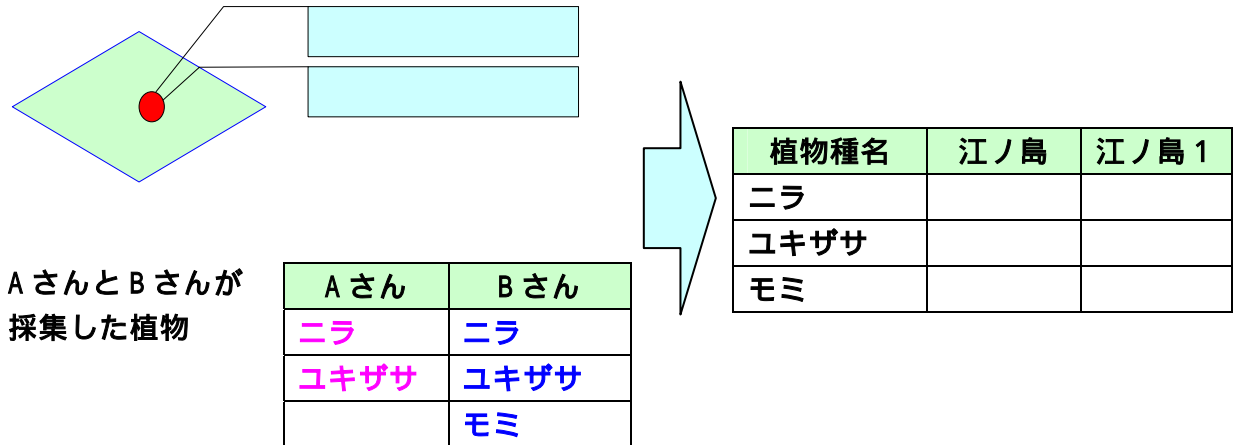 植物種名 江ノ島 江ノ島1
ニラ
ユキザサ
モミ
AさんとBさんが
採集した植物
Aさん Bさん
ニラ ニラ
ユキザサ ユキザサ
モミ